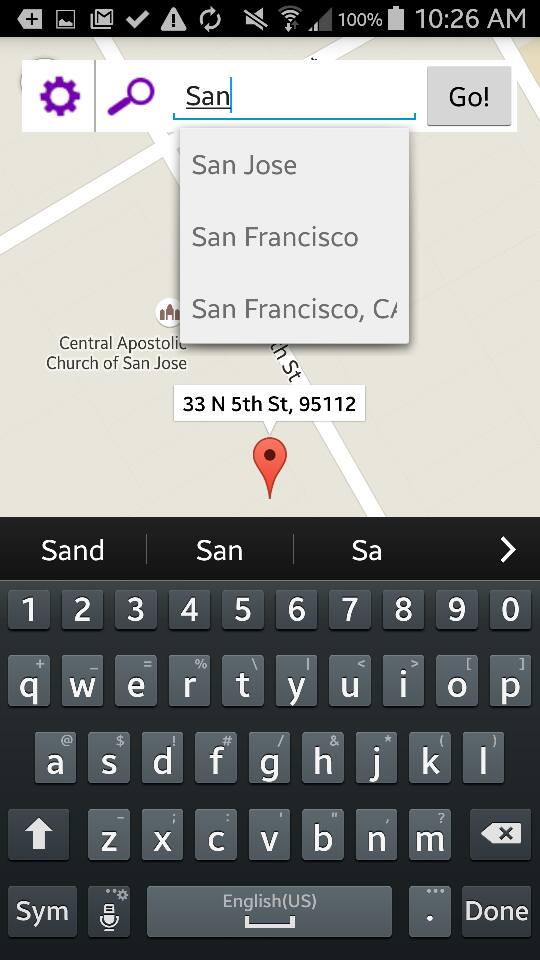 100% 10:26 AM
San Go!
San Jose
San Francisco
San Francisco, CA
Central Apostolic
Church of San Jose
th St
33 N 5th St, 95112
Sand San Sa
1 2 3 4 5 6 7 8 9 0
+ _ = % \ | < > [ ]
q w e r t y u i o p
@ $ ! # / & * ( )
a s d f g h j k l
- ; : ' " , ?
z x c v b n m
Sym English(US) . Done